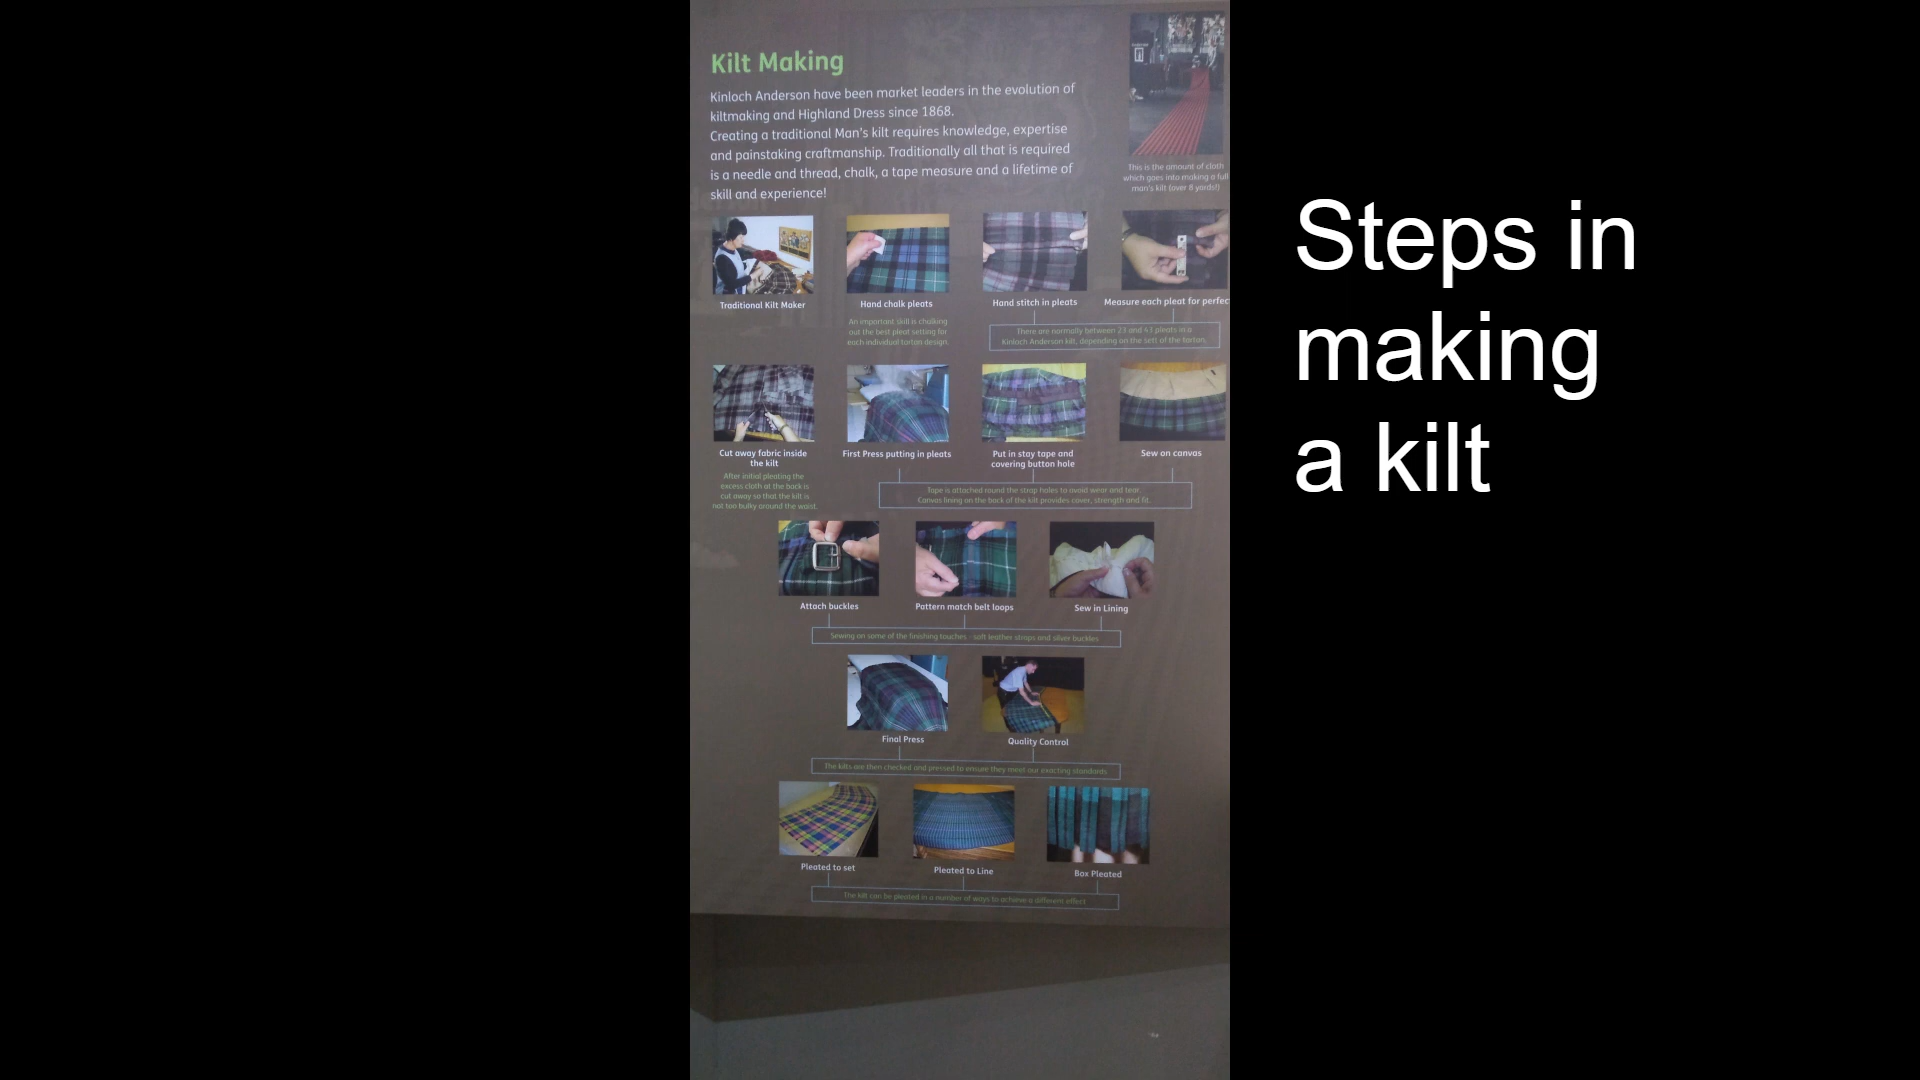 Kilt Making
Kinloch Anderson have been market leaders in the evolution of
kiltmaking and Highland Dress since 1868.
Creating a traditional Man's kilt requires knowledge, expertise
and painstaking craftmanship. Traditionally all that is required
is a needle and thread, chalk, a tape measure and a lifetime of
skill and experience!
This is the amount of cloth
which goes into making a full
man's kilt (over 8 yards!)
Traditional Kilt Maker
Hand chalk pleats
Hand stitch in pleats
Measure each pleat for perfec
An important skill is chalking
out the best pleat setting for
each individual tartan design.
There are normally between 23 and 41 pleats in a
Kinloch Anderson kilt, depending on the sett of the tartan.
Cut away fabric inside
the kilt
First Press putting in pleats
Put in stay tape and
covering button hole
Sew on canvas
After initial pleating the
excess cloth at the back is
cut away so that the kilt is
not too bulky around the waist.
Tape is attached round the strap holes to avoid wear and tear.
Canvas lining on the back of the kilt provides cover, strength and fit.
Attach buckles
Pattern match belt loops
Sew in Lining
Sewing on some of the finishing touches - soft leather straps and silver buckles
Final Press
Quality Control
The kilts are then checked and pressed to ensure they meet our exacting standards
Pleated to set
Pleated to Line
Box Pleated
The kilt can be pleated in a number of ways to achieve a different effect
Steps in
making
a kilt